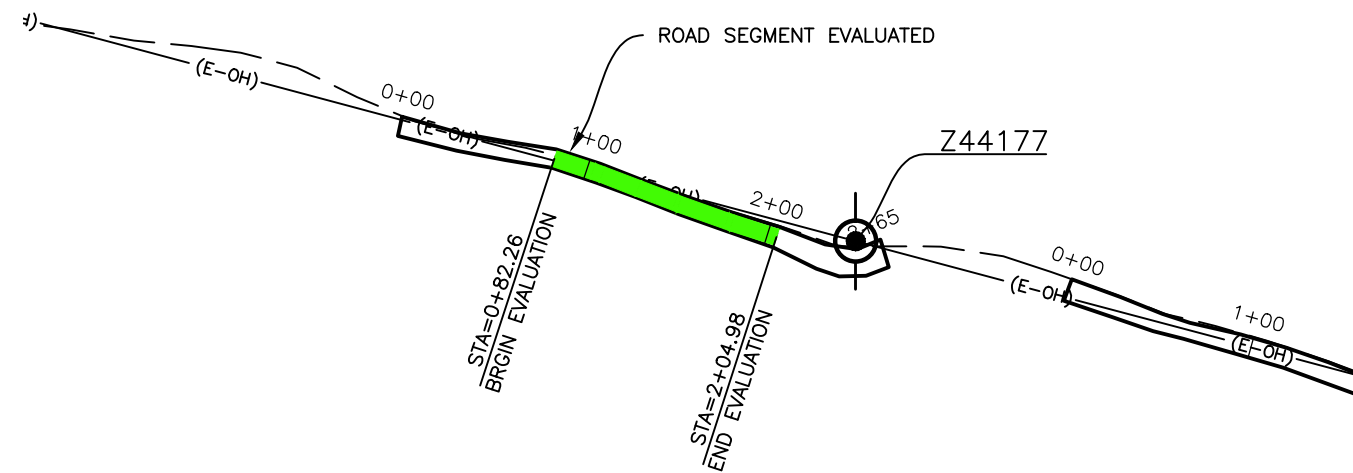 ROAD SEGMENT EVALUATED
(E-OH)
0+00
(E-OH)
1+00
Z44177
2+00
65
0+00
(E-OH)
1+00
(E-OH)
STA=0+82.26
BRGIN EVALUATION
STA=2+04.98
END EVALUATION